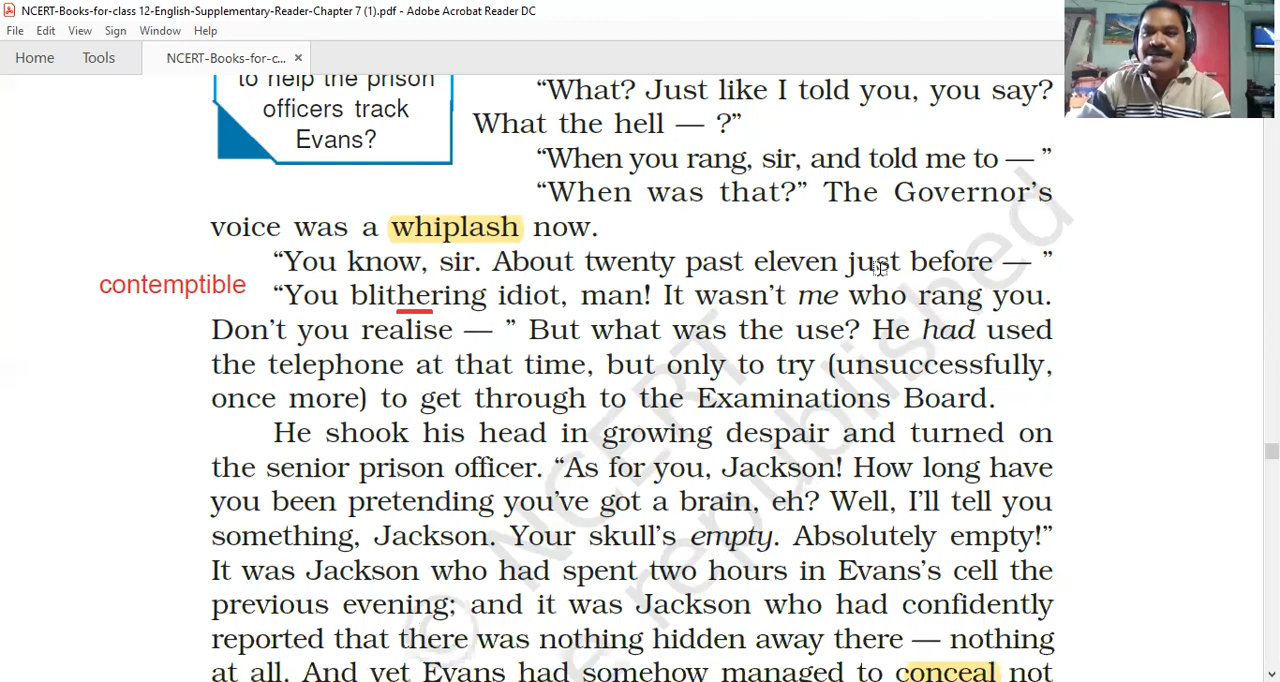 NCERT-Books-for-class 12-English-Supplementary-Reader-Chapter 7 (1).pdf - Adobe Acrobat Reader DC
File Edit View Sign Window Help
Home Tools NCERT-Books-for-c... ×
to help the prison
officers track
Evans?
“What? Just like I told you, you say?
What the hell — ?”
“When you rang, sir, and told me to — ”
“When was that?” The Governor’s
voice was a whiplash now.
“You know, sir. About twenty past eleven just before — ”
contemptible
“You blithering idiot, man! It wasn’t me who rang you.
Don’t you realise — ” But what was the use? He had used
the telephone at that time, but only to try (unsuccessfully,
once more) to get through to the Examinations Board.
He shook his head in growing despair and turned on
the senior prison officer. “As for you, Jackson! How long have
you been pretending you’ve got a brain, eh? Well, I’ll tell you
something, Jackson. Your skull’s empty. Absolutely empty!”
It was Jackson who had spent two hours in Evans’s cell the
previous evening; and it was Jackson who had confidently
reported that there was nothing hidden away there — nothing
at all. And yet Evans had somehow managed to conceal not
© NCERT
e republished